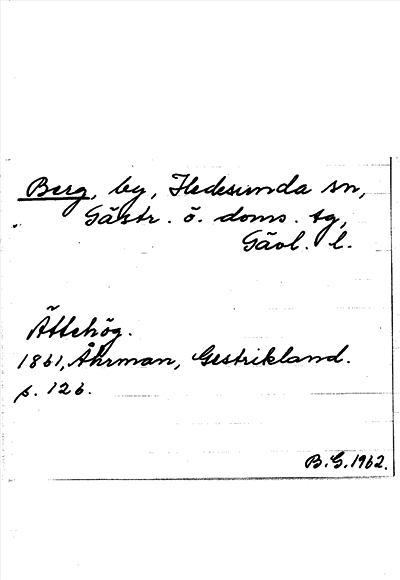 Berg, by, Hedesunda sn,
Gästr. ö. doms. tg,
Gävl. l.
Ättehög.
1861, Åhrman, Gestrikland.
s. 126.
B.G. 1962.